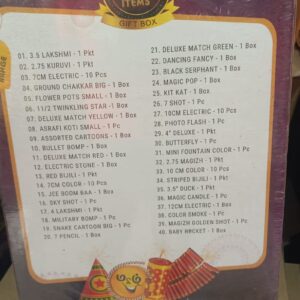 ITEMS
GIFT BOX
01. 3.5 LAKSHMI - 1 Pkt
02. 2.75 KURUVI - 1 Pkt
03. 7CM ELECTRIC - 10 Pcs
04. GROUND CHAKKAR BIG - 1 Box
05. FLOWER POTS SMALL - 1 Box
06. 11/2 TWINKLING STAR - 1 Box
07. DELUXE MATCH YELLOW - 1 Box
08. ASRAFI KOTI SMALL - 1 Pc
09. ASSORTED CARTOONS - 1 Box
10. BULLET BOMP - 1 Box
11. DELUXE MATCH RED - 1 Box
12. ELECTRIC STONE - 1 Box
13. RED BIJILI - 1 Pkt
14. 7CM COLOR - 10 Pcs
15. JEE BOOM BAA - 1 Box
16. SKY SHOT - 1 Pc
17. 4 LAKSHMI - 1 Pkt
18. MILITARY BOMP - 1 Pc
19. SNAKE CARTOON BIG - 1 Pc
20. 7 PENCIL - 1 Box
21. DELUXE MATCH GREEN - 1 Box
22. DANCING FANCY - 1 Box
23. BLACK SERPHANT - 1 Box
24. MAGIC POP - 1 Box
25. KIT KAT - 1 Box
26. 7 SHOT - 1 Pc
27. 10CM ELECTRIC - 10 Pcs
28. PHOTO FLASH - 1 Pc
29. 4" DELUXE - 1 Pkt
30. BUTTERFLY - 1 Pc
31. MINI FOUNTAIN COLOR - 1 Pc
32. 2.75 MAGIZH - 1 Pkt
33. 10 CM COLOR - 10 Pcs
34. STRIPED BIJILI - 1 Pkt
35. 3.5" DUCK - 1 Pkt
36. MAGIC CANDLE - 1 Pc
37. 12CM ELECTRIC - 1 Box
38. COLOR SMOKE - 1 Pc
39. MAGIZH GOLDEN SHOT - 1 Pc
40. BABY ROCKET - 1 Box